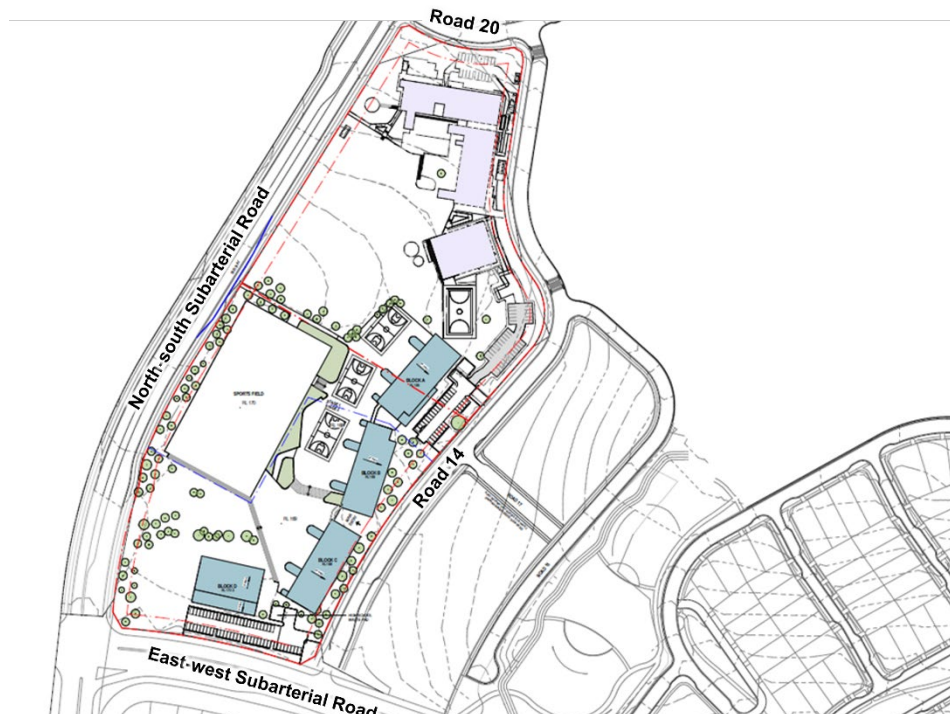 Road 20
North-south Subarterial Road
SPORTS FIELD
BLOCK A
BLOCK B
Road 14
BLOCK C
BLOCK D
East-west Subarterial Road